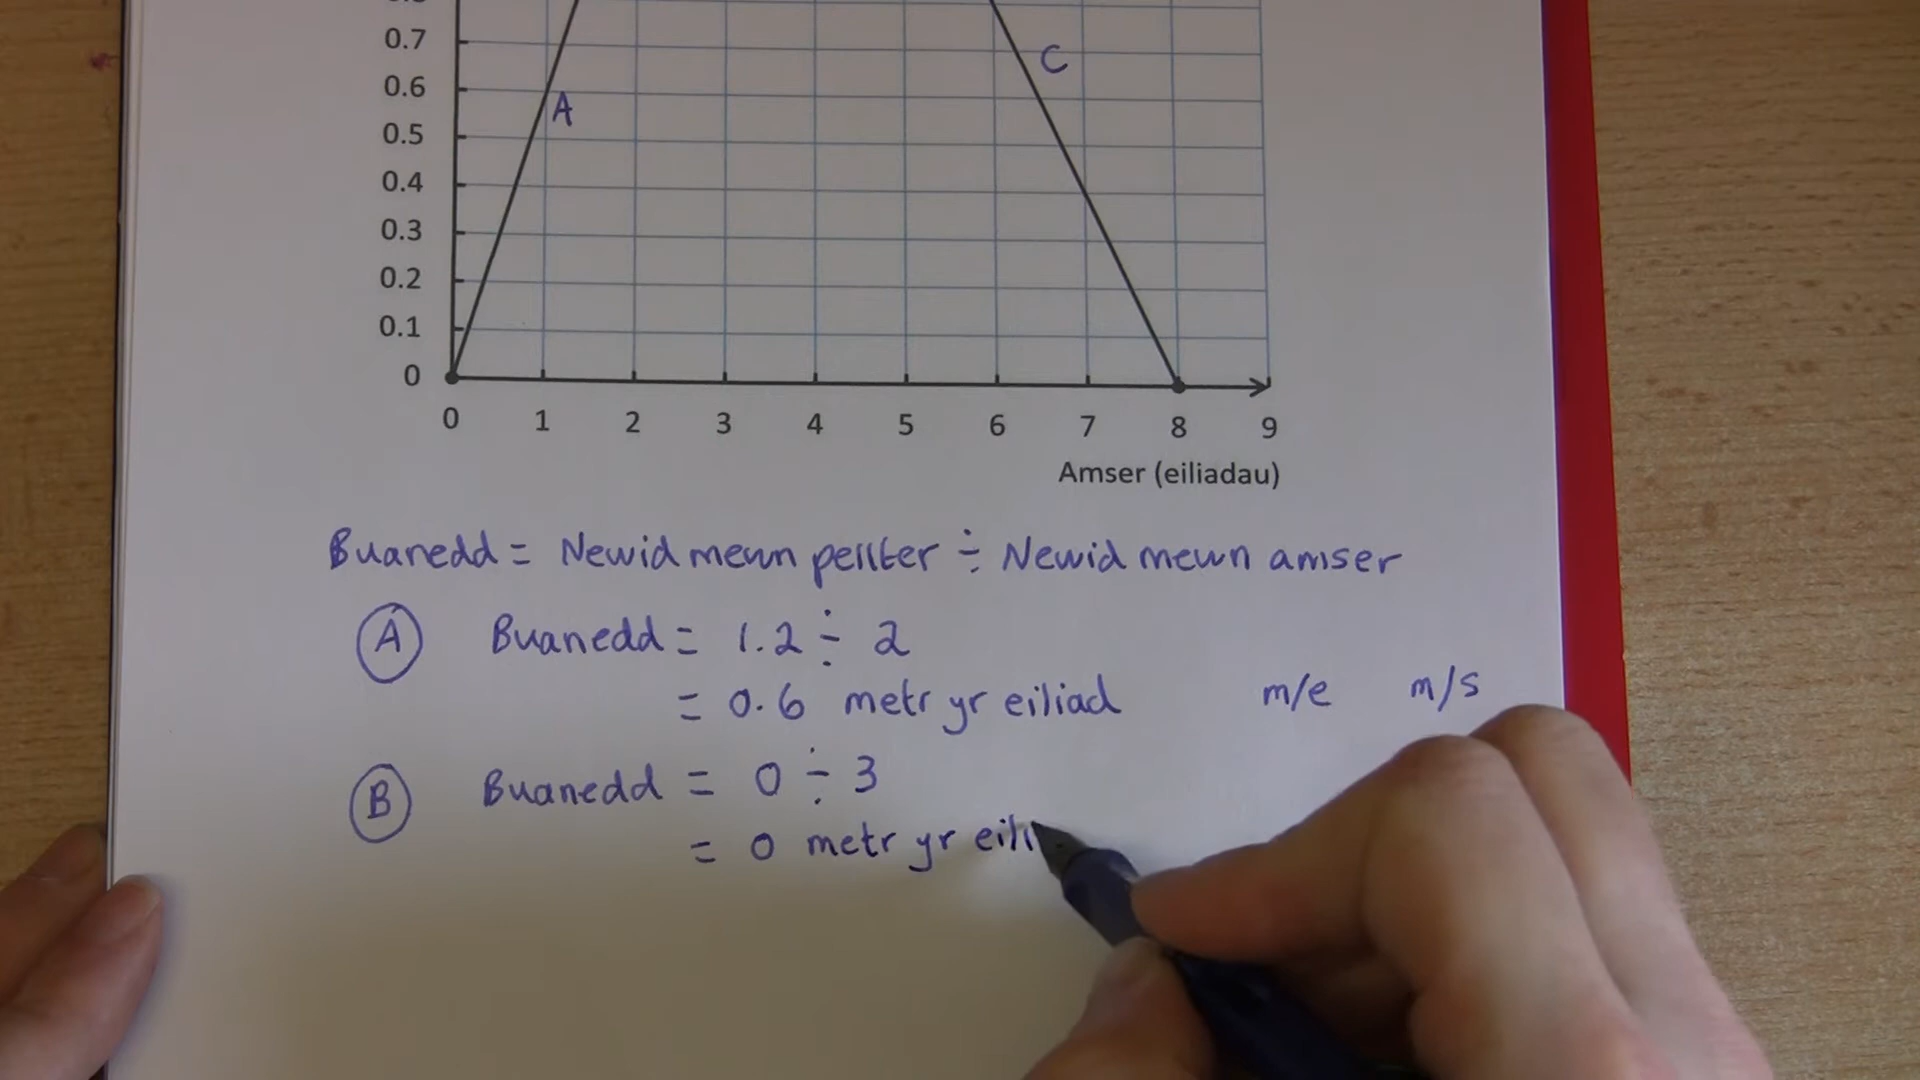 0.7
C
0.6
A
0.5
0.4
0.3
0.2
0.1
0
0 1 2 3 4 5 6 7 8 9
Amser (eiliadau)
Buanedd = Newid mewn pellter ÷ Newid mewn amser
A Buanedd = 1.2 ÷ 2
= 0.6 metr yr eiliad m/e m/s
B Buanedd = 0 ÷ 3
= 0 metr yr eili